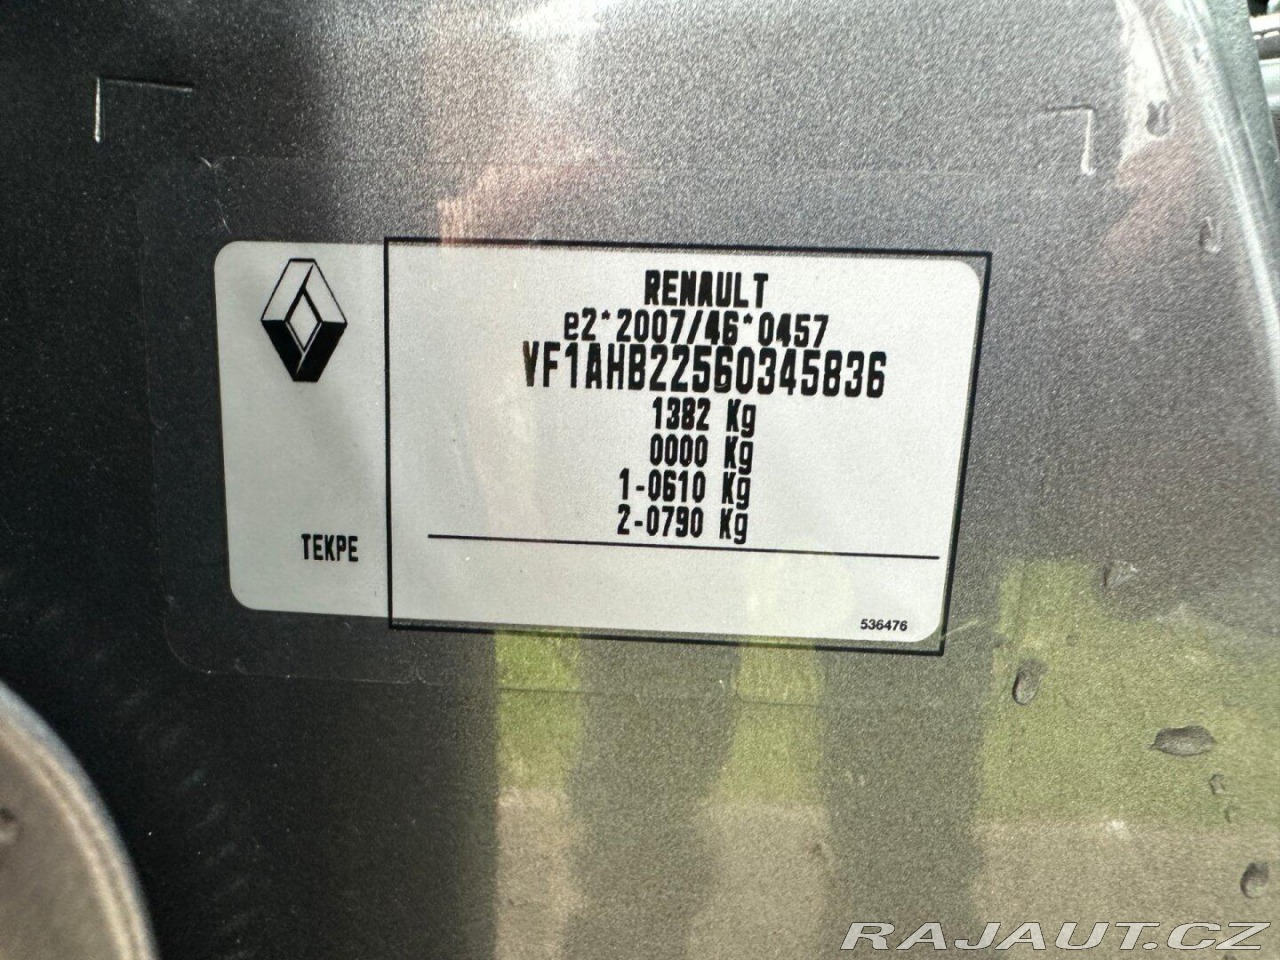 RENAULT
e2*2007/46*0457
VF1AHB22560345836
1382 Kg
0000 Kg
1-0610 Kg
2-0790 Kg
TEKPE
536476
RAJAUT.CZ